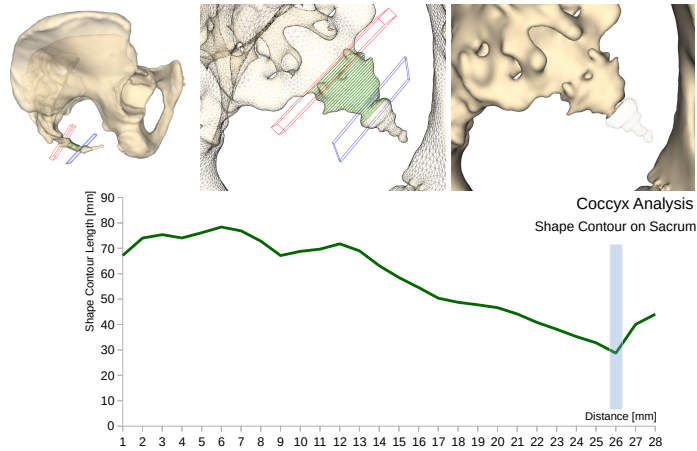 Coccyx Analysis
Shape Contour on Sacrum
Shape Contour Length [mm]
90
80
70
60
50
40
30
20
10
0
Distance [mm]
1 2 3 4 5 6 7 8 9 10 11 12 13 14 15 16 17 18 19 20 21 22 23 24 25 26 27 28